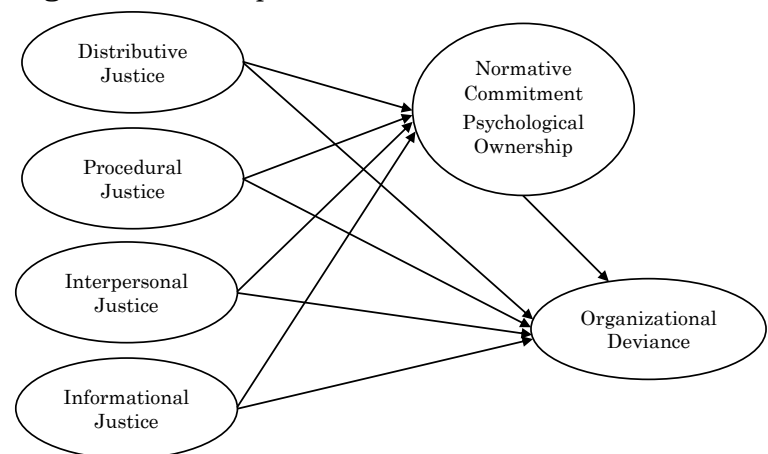 Distributive
Justice
Normative
Commitment
Psychological
Ownership
Procedural
Justice
Interpersonal
Justice
Organizational
Deviance
Informational
Justice